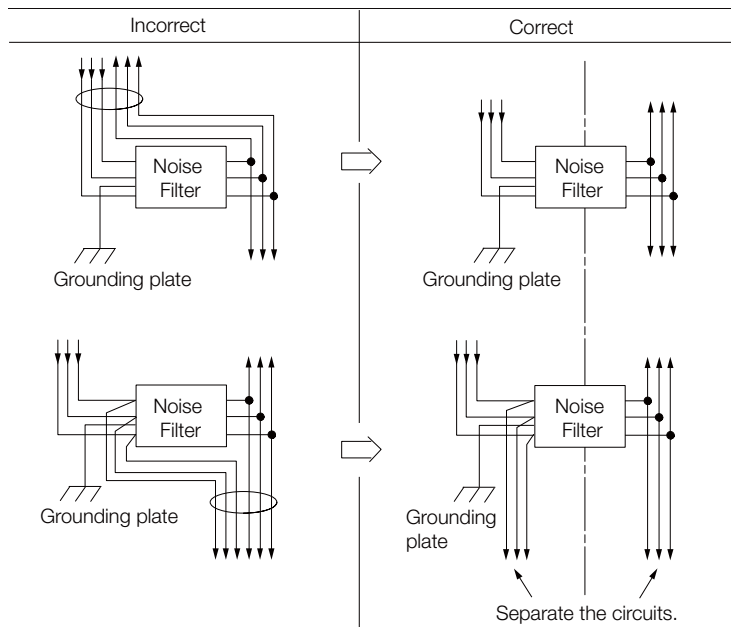 Incorrect
Correct
Noise
Filter
Grounding plate
Noise
Filter
Grounding plate
Noise
Filter
Grounding plate
Noise
Filter
Grounding
plate
Separate the circuits.